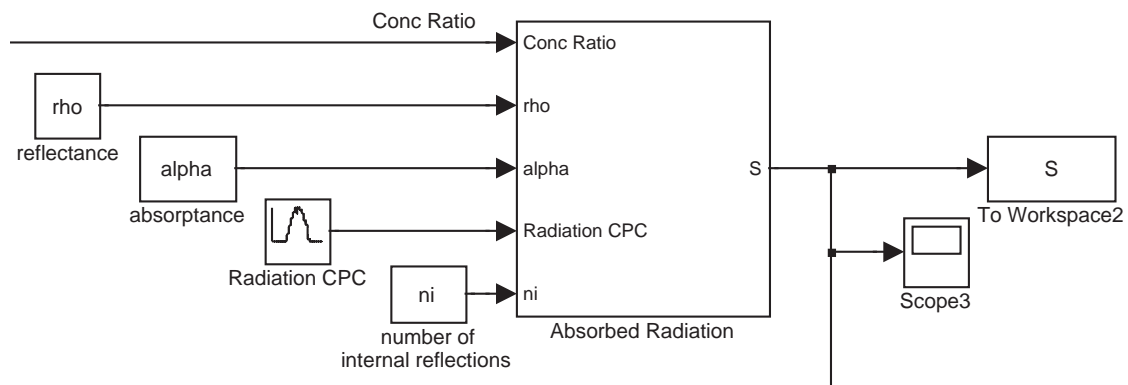 Conc Ratio
Conc Ratio
rho
reflectance
rho
alpha
absorptance
alpha
Radiation CPC
Radiation CPC
ni
number of
internal reflections
ni
S
Absorbed Radiation
S
To Workspace2
Scope3